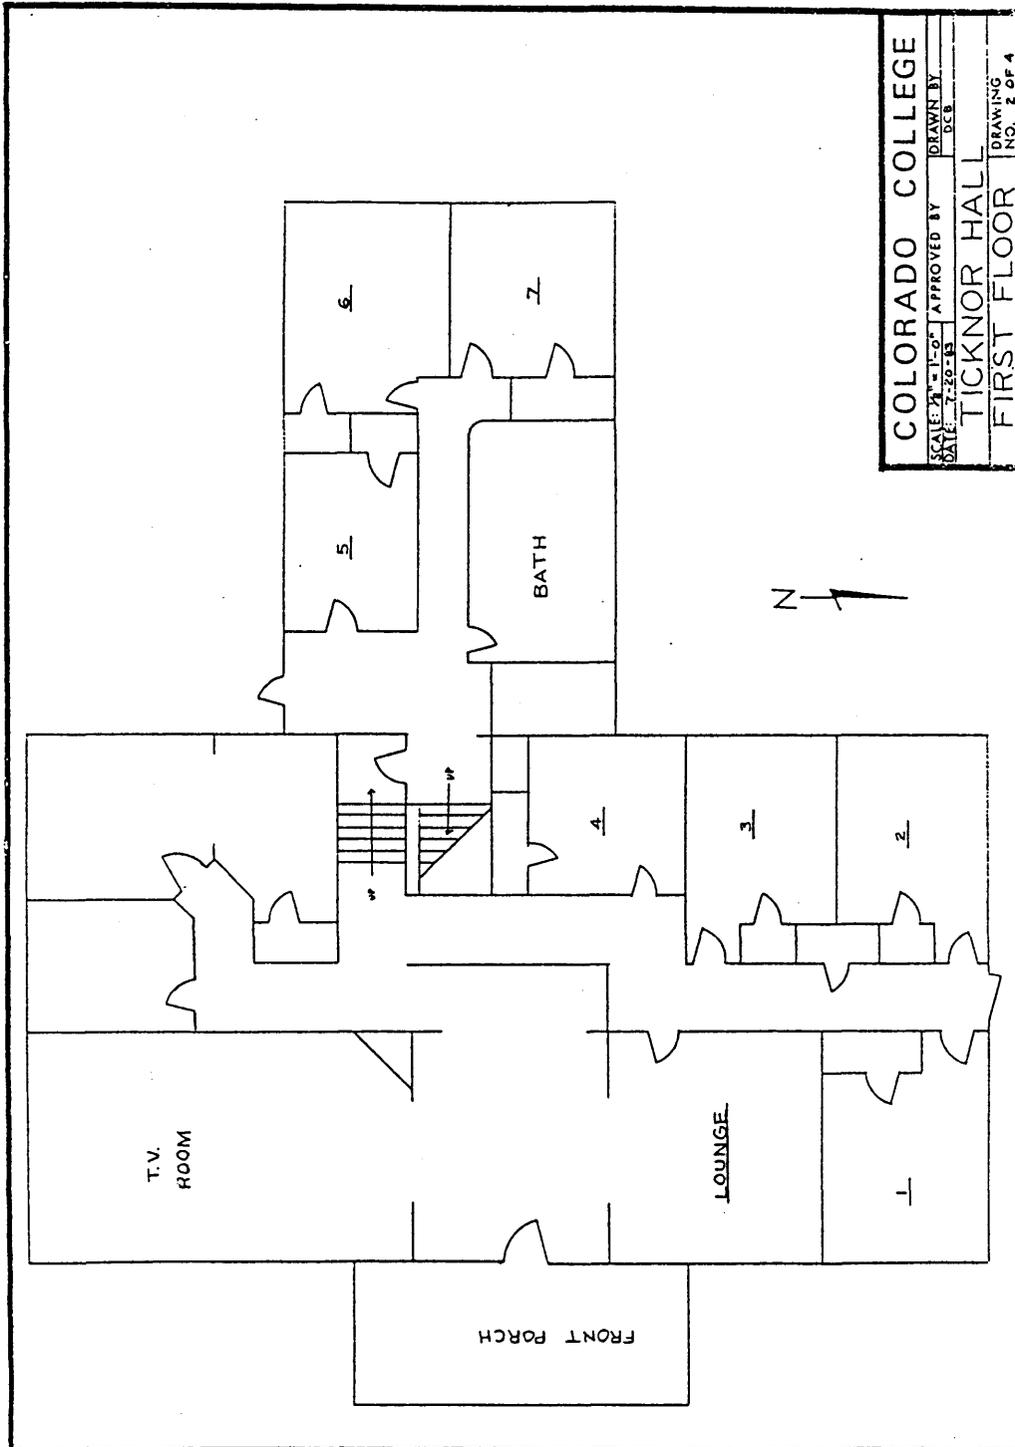 COLORADO COLLEGE
SCALE: 1/8" = 1'-0"
APPROVED BY
DRAWN BY
DATE: 7-20-83
DCB
TICKNOR HALL
FIRST FLOOR
DRAWING
NO. 2 OF 4
6
7
5
BATH
N
UP
UP
4
3
2
T.V.
ROOM
LOUNGE
1
FRONT PORCH